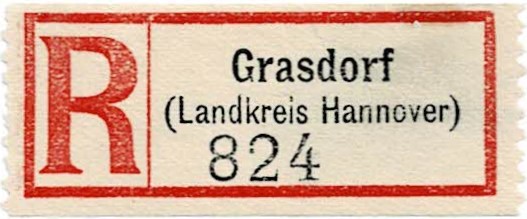 R
Grasdorf
(Landkreis Hannover)
824